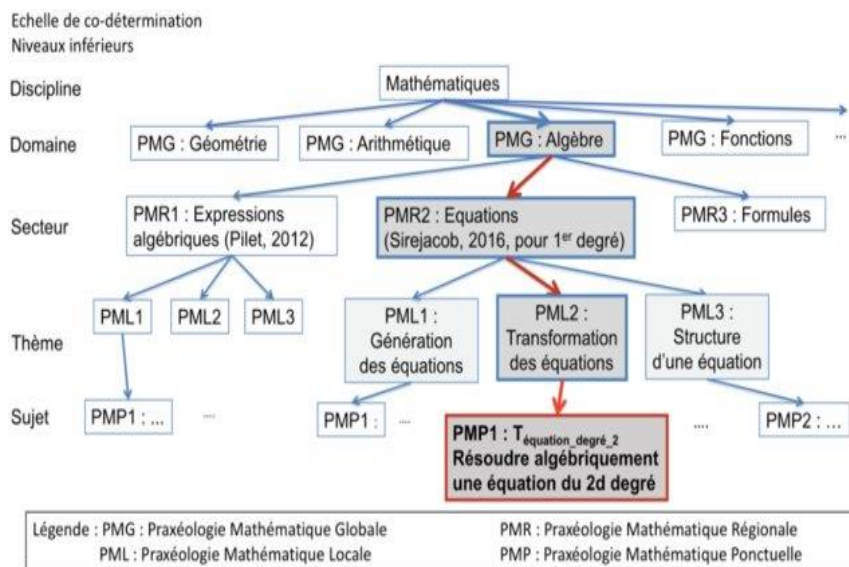 Echelle de co-détermination
Niveaux inférieurs
Discipline
Mathématiques
Domaine
PMG : Géométrie
PMG : Arithmétique
PMG : Algèbre
PMG : Fonctions
...
Secteur
PMR1 : Expressions
algébriques (Pilet, 2012)
PMR2 : Equations
(Sirejacob, 2016, pour 1er degré)
PMR3 : Formules
Thème
PML1
PML2
PML3
PML1 :
Génération
des équations
PML2 :
Transformation
des équations
PML3 :
Structure
d'une équation
Sujet
PMP1 : ...
....
PMP1 :
....
PMP1 : Téquation_degré_2
Résoudre algébriquement
une équation du 2d degré
....
PMP2 : ...
Légende : PMG : Praxéologie Mathématique Globale
PMR : Praxéologie Mathématique Régionale
PML : Praxéologie Mathématique Locale
PMP : Praxéologie Mathématique Ponctuelle